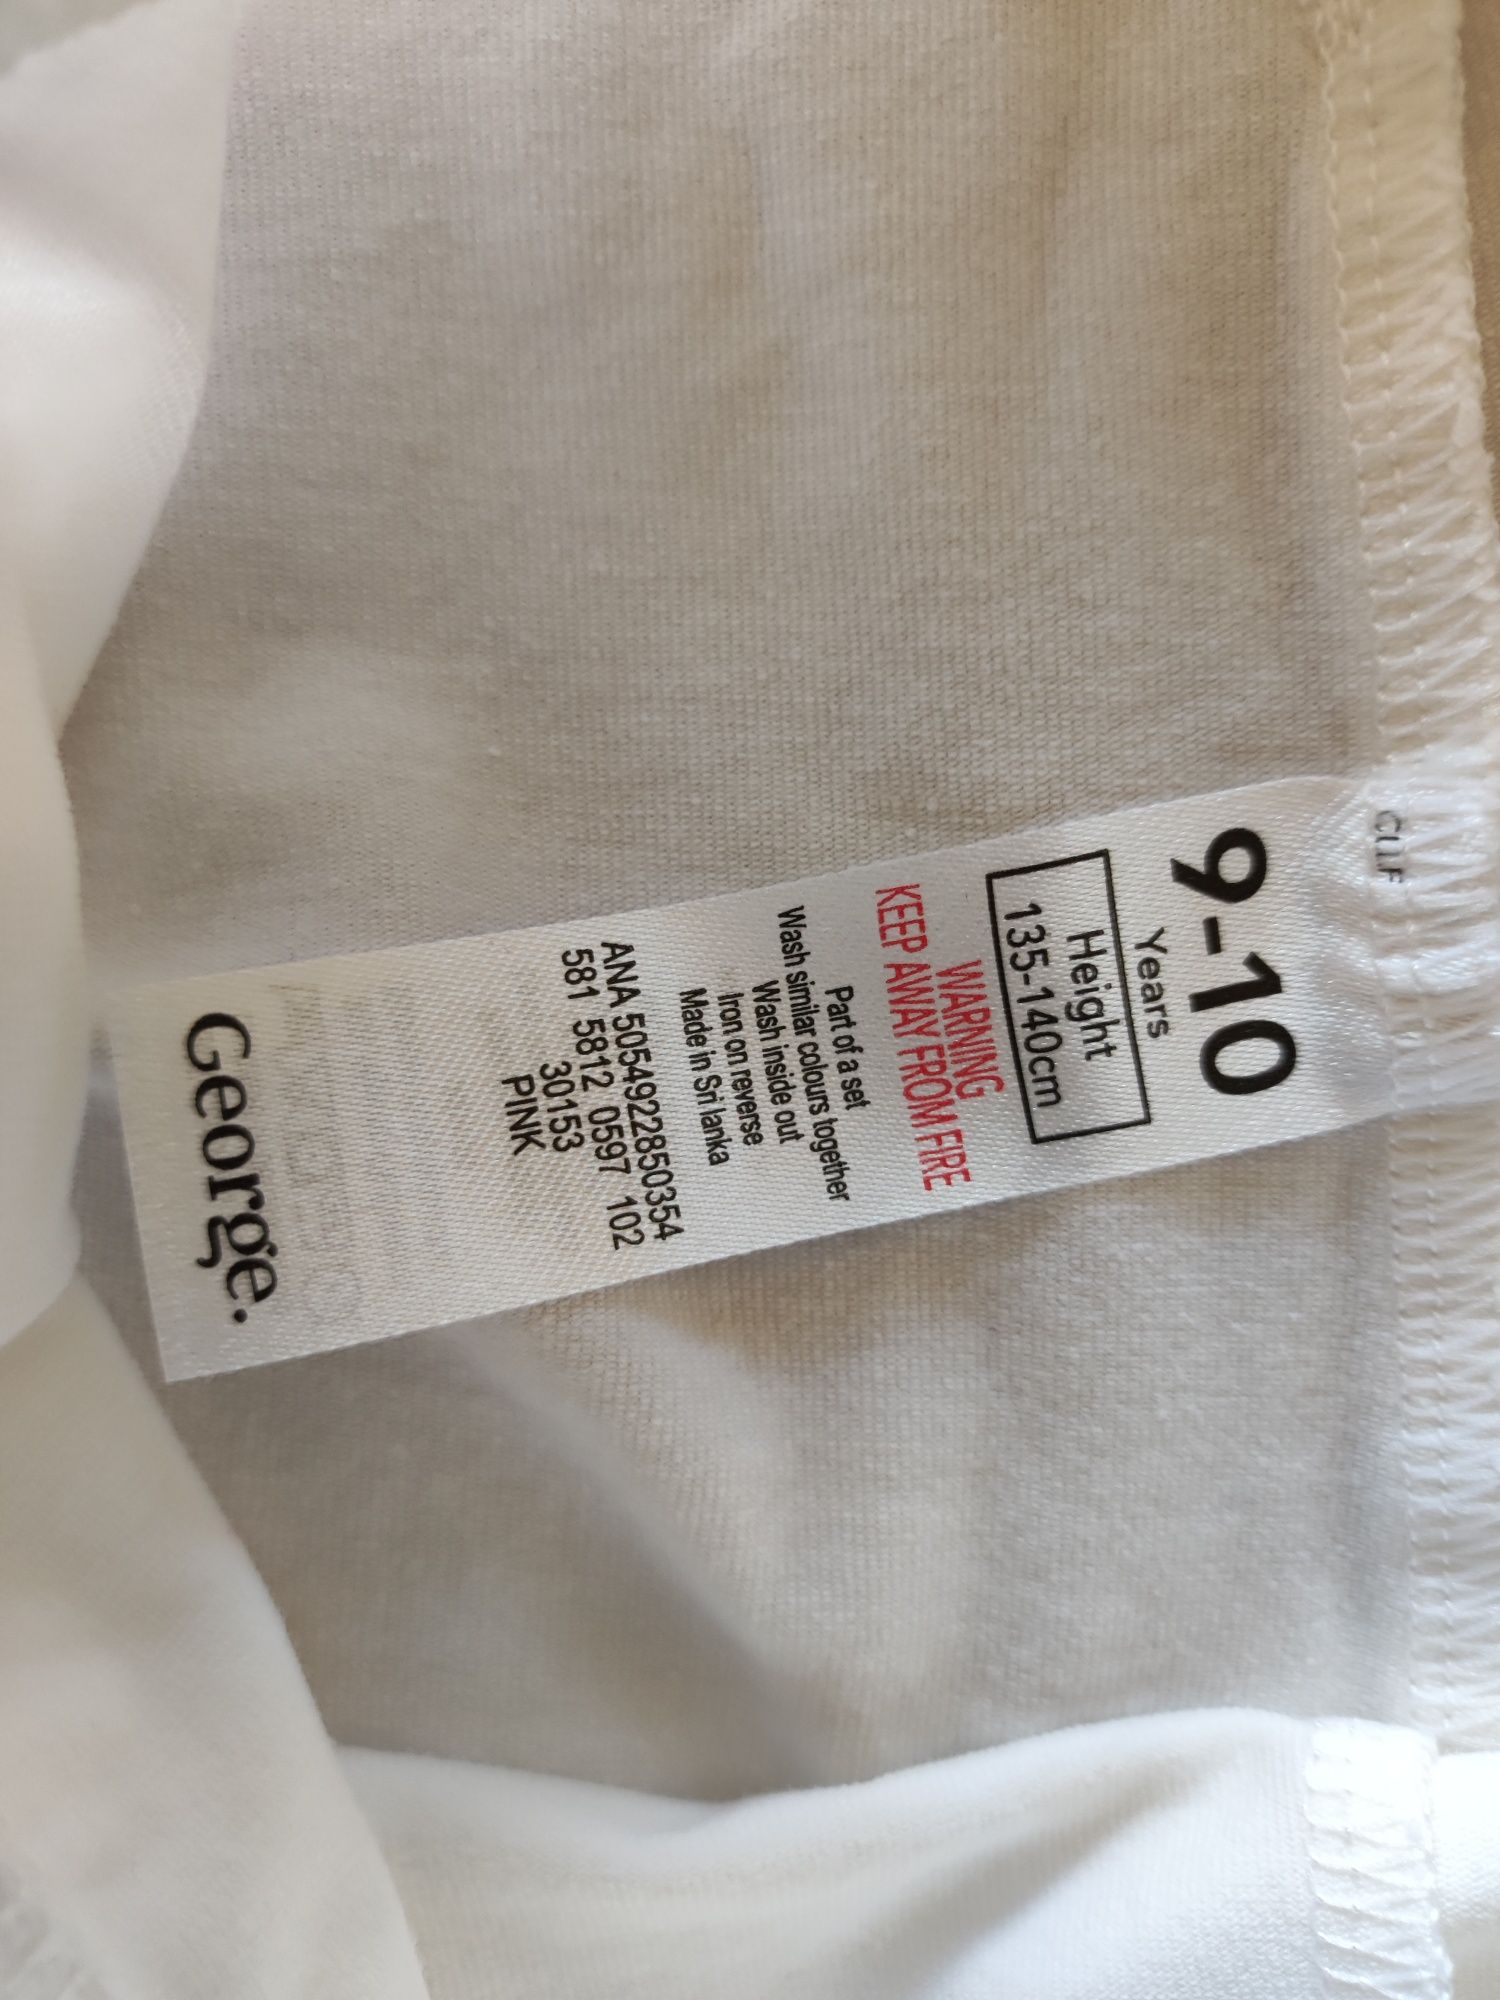 9-10
Years
Height
135-140cm
WARNING
KEEP AWAY FROM FIRE
Part of a set
Wash similar colours together
Wash inside out
Iron on reverse
Made in Sri lanka
ANA 5054922850354
581 5812 0597 102
30153
PINK
George.